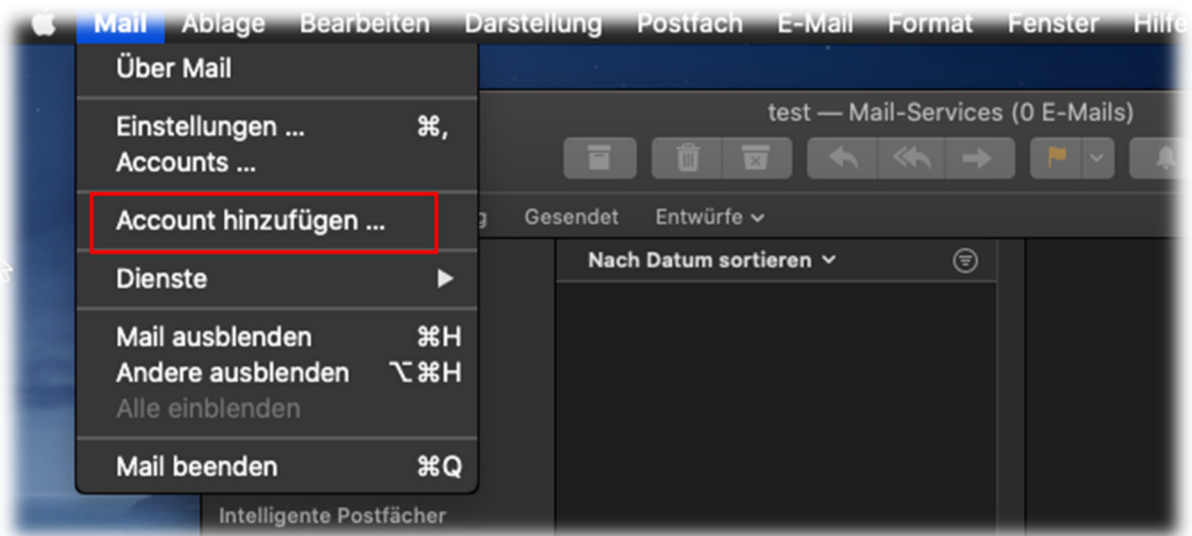 Mail Ablage Bearbeiten Darstellung Postfach E-Mail Format Fenster Hilfe
Über Mail
Einstellungen ... ⌘,
Accounts ...
Account hinzufügen ...
Dienste ▶
Mail ausblenden ⌘H
Andere ausblenden ⌥⌘H
Alle einblenden
Mail beenden ⌘Q
test — Mail-Services (0 E-Mails)
Gesendet Entwürfe
Nach Datum sortieren
Intelligente Postfächer